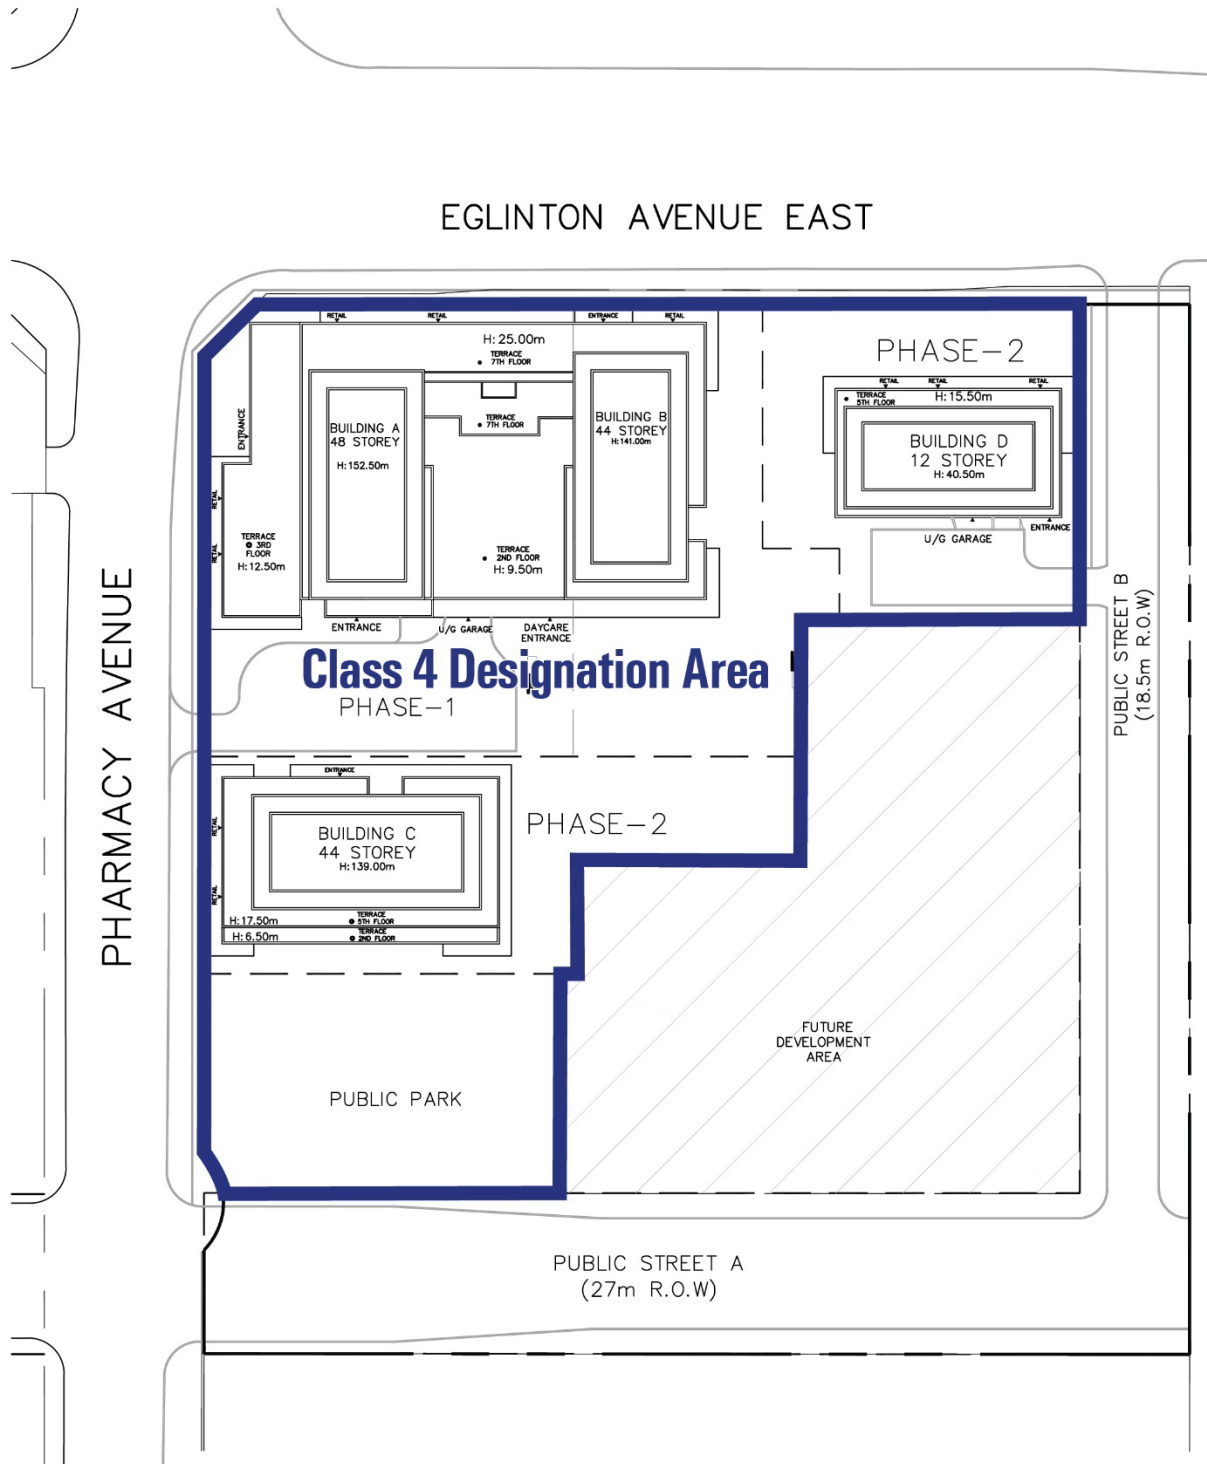 EGLINTON AVENUE EAST
RETAIL
RETAIL
ENTRANCE
RETAIL
H: 25.00m
TERRACE
7TH FLOOR
PHASE-2
RETAIL
RETAIL
RETAIL
TERRACE
5TH FLOOR
H: 15.50m
ENTRANCE
BUILDING A
48 STOREY
H: 152.50m
TERRACE
7TH FLOOR
BUILDING B
44 STOREY
H: 141.00m
BUILDING D
12 STOREY
H: 40.50m
RETAIL
RETAIL
TERRACE
@ 3RD
FLOOR
H: 12.50m
TERRACE
2ND FLOOR
H: 9.50m
U/G GARAGE
ENTRANCE
ENTRANCE
U/G GARAGE
DAYCARE
ENTRANCE
PHARMACY AVENUE
PUBLIC STREET B
(18.5m R.O.W)
Class 4 Designation Area
PHASE-1
ENTRANCE
RETAIL
RETAIL
BUILDING C
44 STOREY
H: 139.00m
PHASE-2
H: 17.50m
TERRACE
@ 5TH FLOOR
H: 6.50m
TERRACE
@ 2ND FLOOR
FUTURE
DEVELOPMENT
AREA
PUBLIC PARK
PUBLIC STREET A
(27m R.O.W)